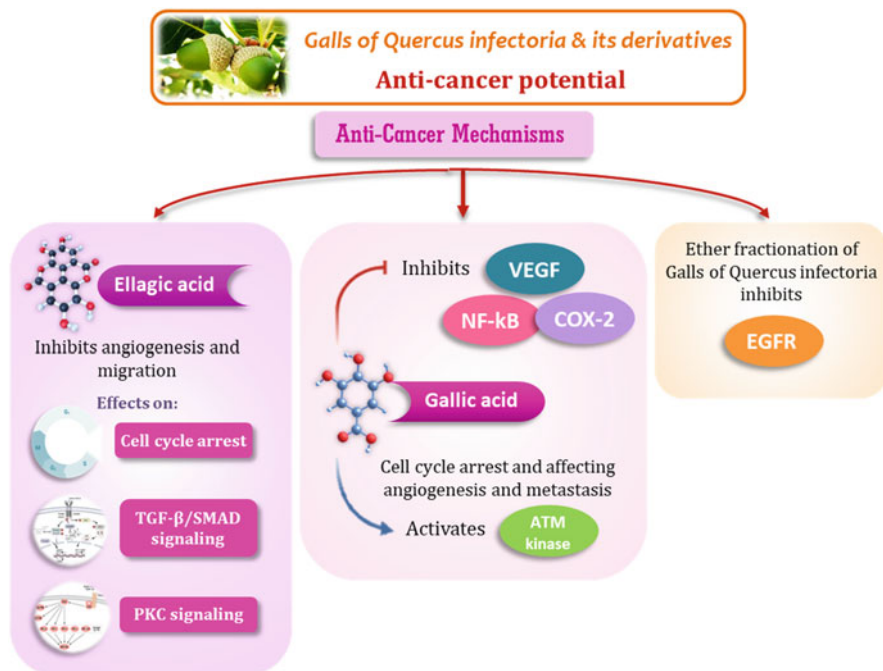 Galls of Quercus infectoria & its derivatives
Anti-cancer potential
Anti-Cancer Mechanisms
Ellagic acid
Inhibits angiogenesis and
migration
Effects on:
Cell cycle arrest
TGF-β/SMAD
signaling
PKC signaling
Inhibits
VEGF
NF-kB
COX-2
Gallic acid
Cell cycle arrest and affecting
angiogenesis and metastasis
Activates
ATM
kinase
Ether fractionation of
Galls of Quercus infectoria
inhibits
EGFR